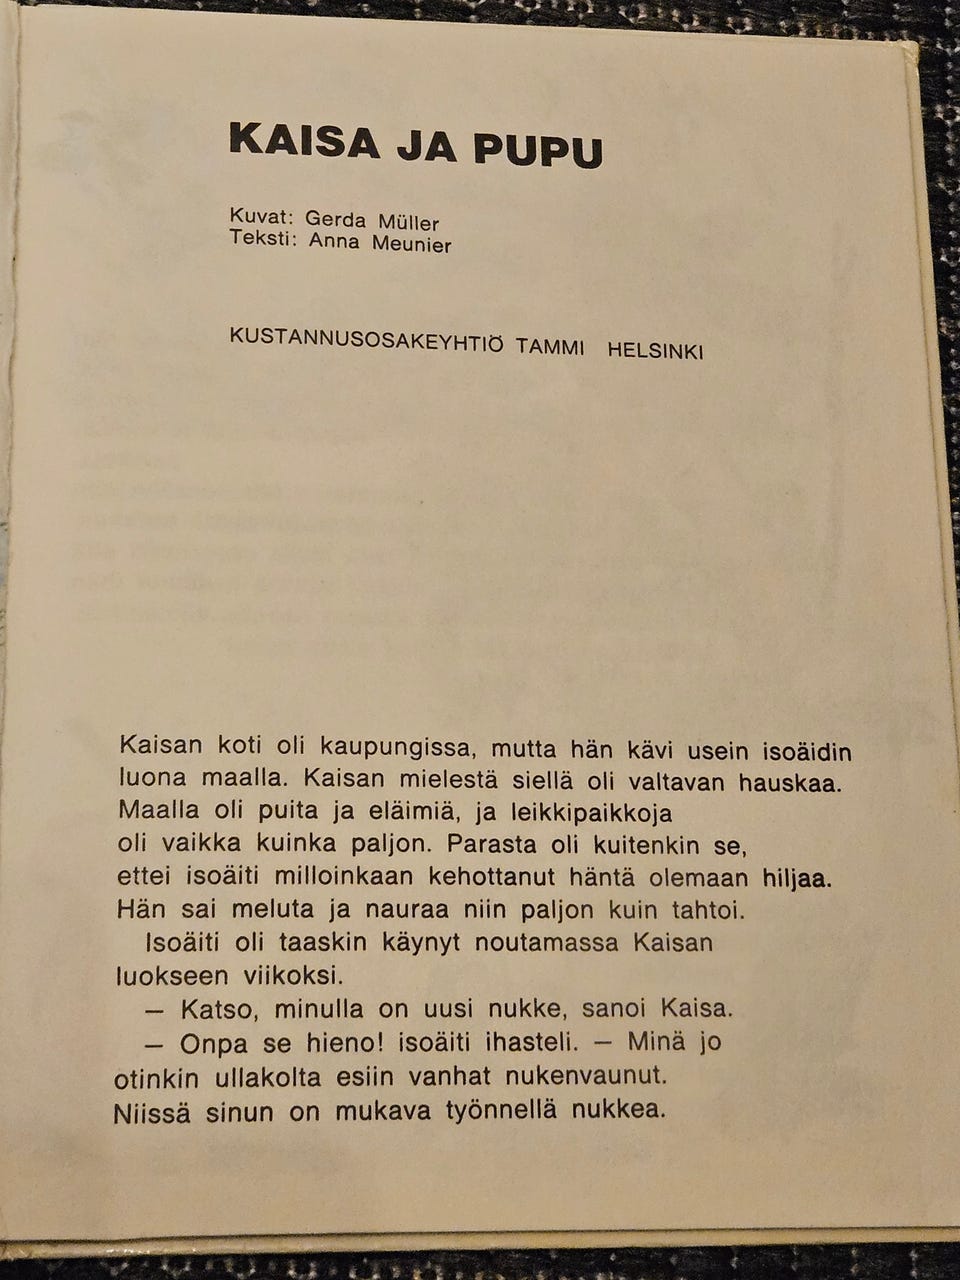 KAISA JA PUPU
Kuvat: Gerda Müller
Teksti: Anna Meunier
KUSTANNUSOSAKEYHTIÖ TAMMI HELSINKI
Kaisan koti oli kaupungissa, mutta hän kävi usein isoäidin
luona maalla. Kaisan mielestä siellä oli valtavan hauskaa.
Maalla oli puita ja eläimiä, ja leikkipaikkoja
oli vaikka kuinka paljon. Parasta oli kuitenkin se,
ettei isoäiti milloinkaan kehottanut häntä olemaan hiljaa.
Hän sai meluta ja nauraa niin paljon kuin tahtoi.
Isoäiti oli taaskin käynyt noutamassa Kaisan
luokseen viikoksi.
— Katso, minulla on uusi nukke, sanoi Kaisa.
— Onpa se hieno! isoäiti ihasteli. — Minä jo
otinkin ullakolta esiin vanhat nukenvaunut.
Niissä sinun on mukava työnnellä nukkea.